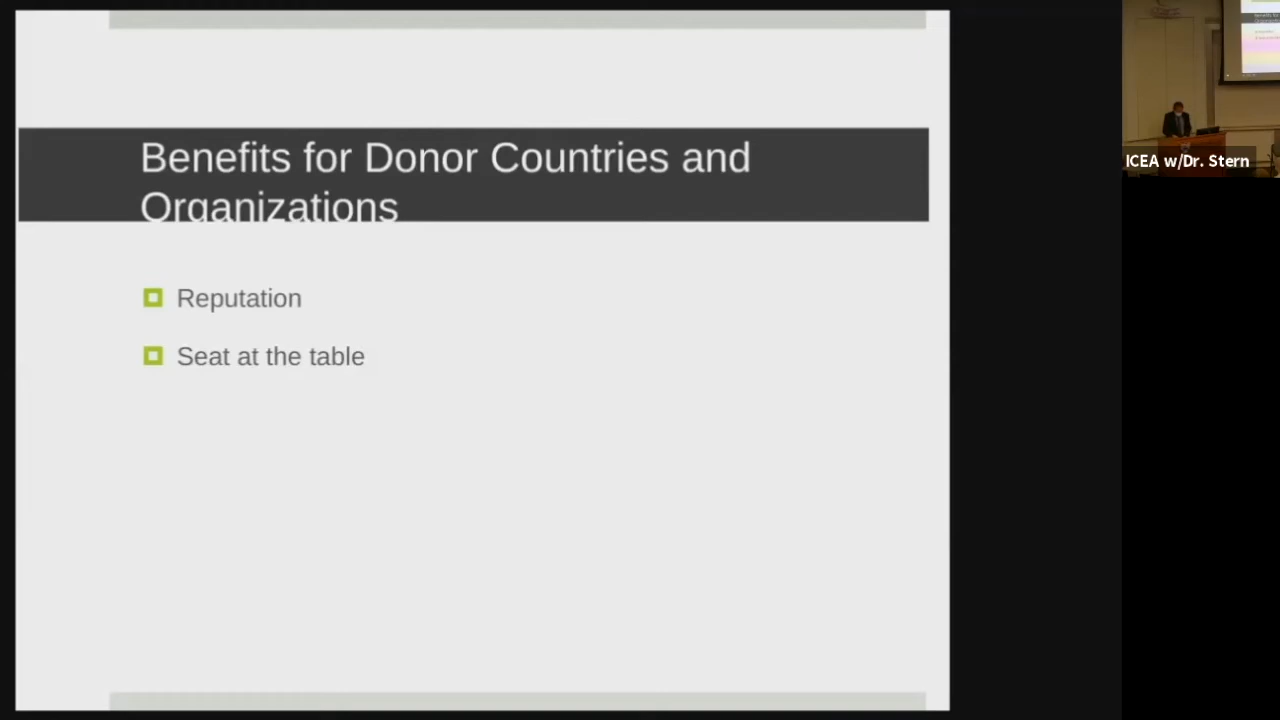 Benefits for Donor Countries and
Organizations
Reputation
Seat at the table
ICEA w/Dr. Stern